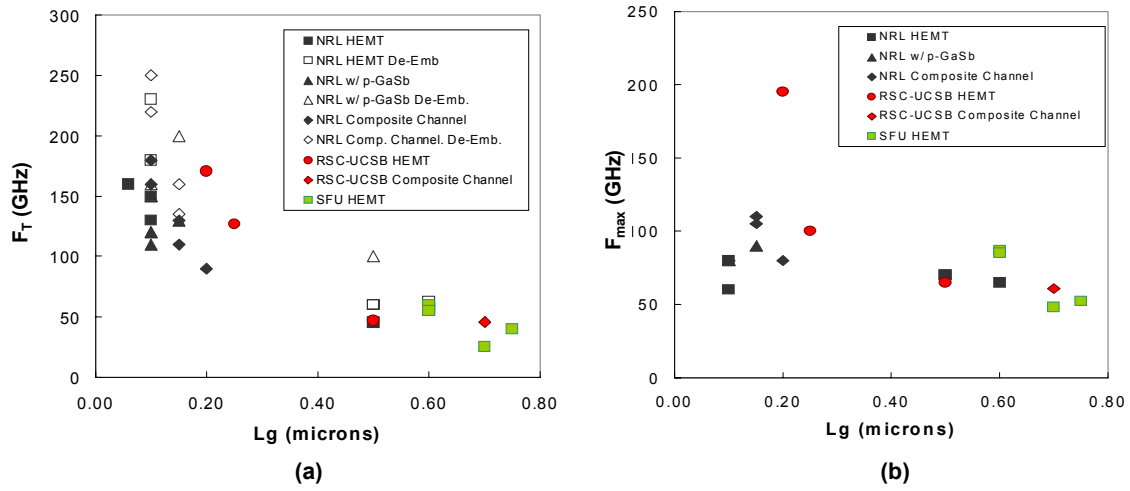 300
250
200
150
100
50
0
F_T (GHz)
NRL HEMT
NRL HEMT De-Emb
NRL w/ p-GaSb
NRL w/ p-GaSb De-Emb.
NRL Composite Channel
NRL Comp. Channel. De-Emb.
RSC-UCSB HEMT
RSC-UCSB Composite Channel
SFU HEMT
0.00 0.20 0.40 0.60 0.80
Lg (microns)
(a)
250
200
150
100
50
0
F_max (GHz)
NRL HEMT
NRL w/ p-GaSb
NRL Composite Channel
RSC-UCSB HEMT
RSC-UCSB Composite Channel
SFU HEMT
0.00 0.20 0.40 0.60 0.80
Lg (microns)
(b)